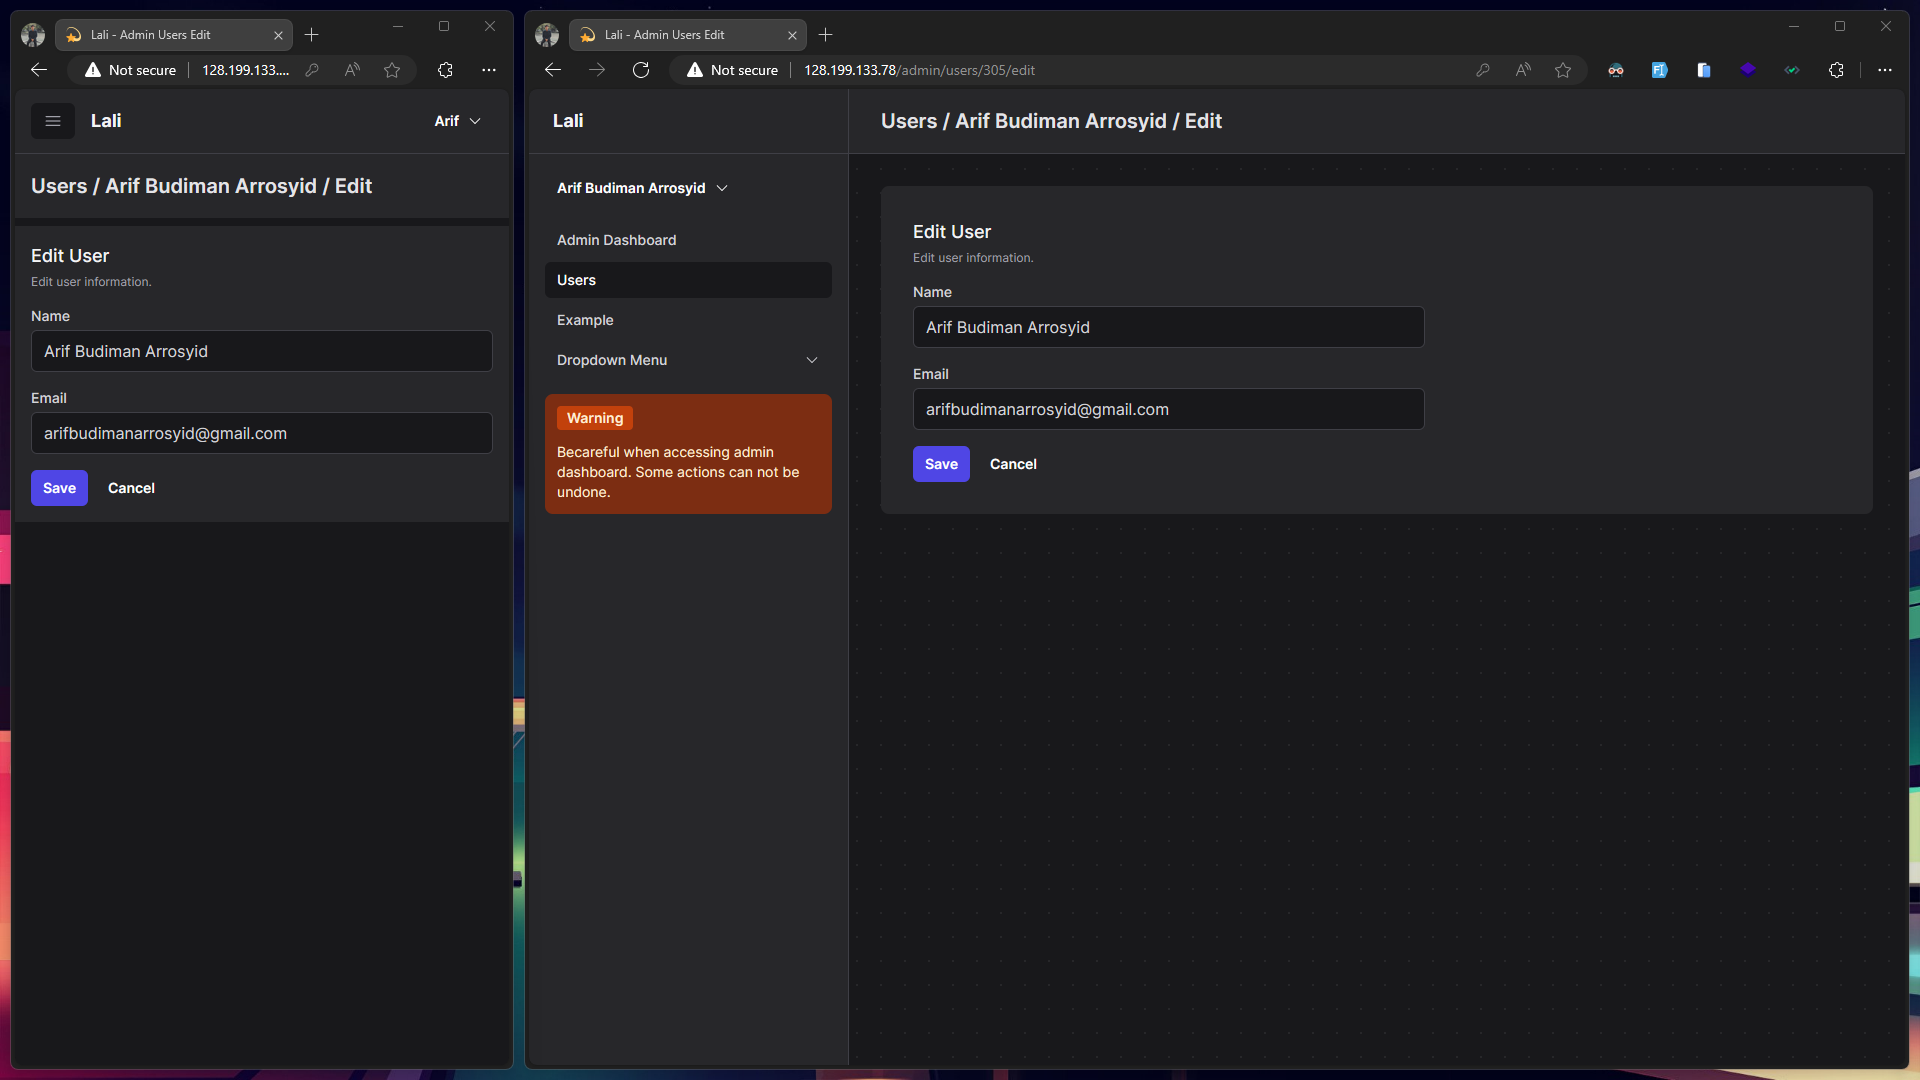 Lali - Admin Users Edit
Not secure
128.199.133....
Lali
Arif
Users / Arif Budiman Arrosyid / Edit
Edit User
Edit user information.
Name
Arif Budiman Arrosyid
Email
arifbudimanarrosyid@gmail.com
Save
Cancel
Lali - Admin Users Edit
Not secure
128.199.133.78/admin/users/305/edit
Lali
Arif Budiman Arrosyid
Admin Dashboard
Users
Example
Dropdown Menu
Warning
Becareful when accessing admin
dashboard. Some actions can not be
undone.
Users / Arif Budiman Arrosyid / Edit
Edit User
Edit user information.
Name
Arif Budiman Arrosyid
Email
arifbudimanarrosyid@gmail.com
Save
Cancel